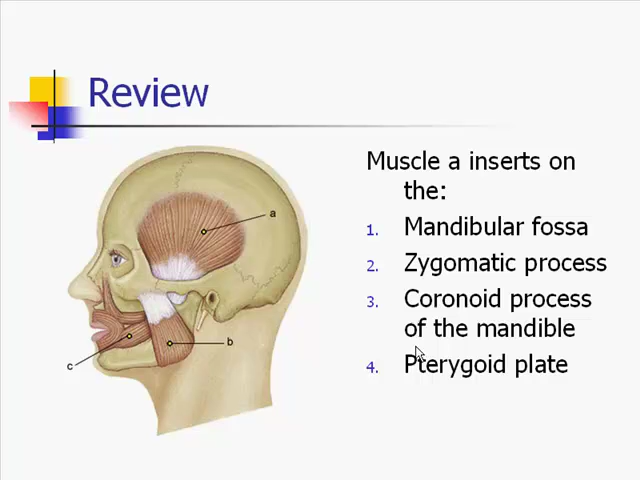 Review
Muscle a inserts on
the:
1. Mandibular fossa
2. Zygomatic process
3. Coronoid process
of the mandible
4. Pterygoid plate
a
b
c